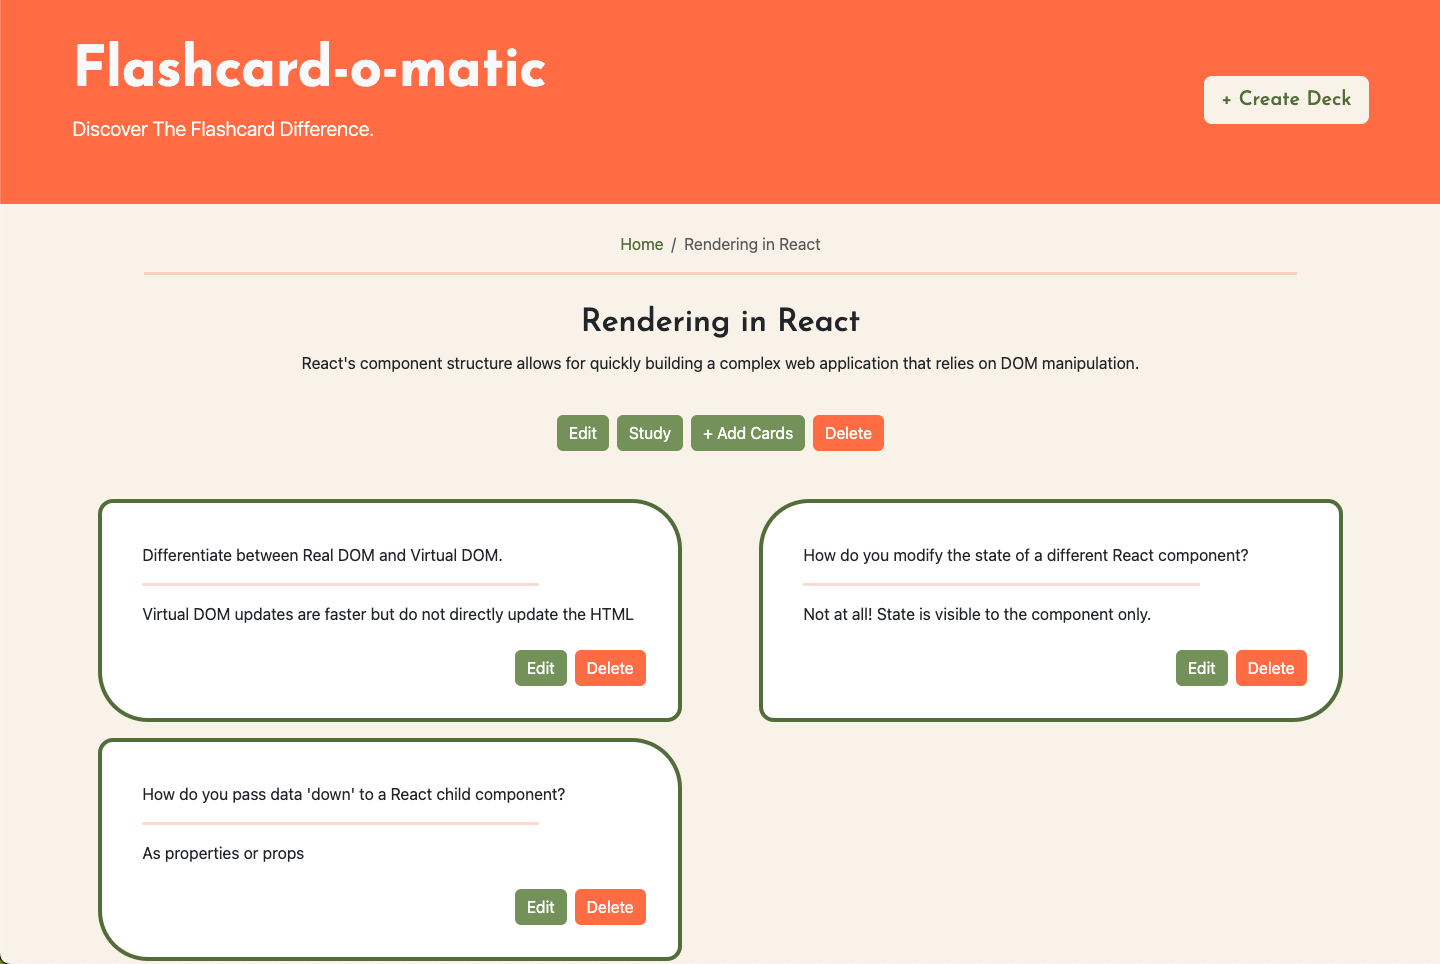 Flashcard-o-matic
Discover The Flashcard Difference.
+ Create Deck
Home / Rendering in React
Rendering in React
React's component structure allows for quickly building a complex web application that relies on DOM manipulation.
Edit Study + Add Cards Delete
Differentiate between Real DOM and Virtual DOM.
Virtual DOM updates are faster but do not directly update the HTML
Edit Delete
How do you modify the state of a different React component?
Not at all! State is visible to the component only.
Edit Delete
How do you pass data 'down' to a React child component?
As properties or props
Edit Delete